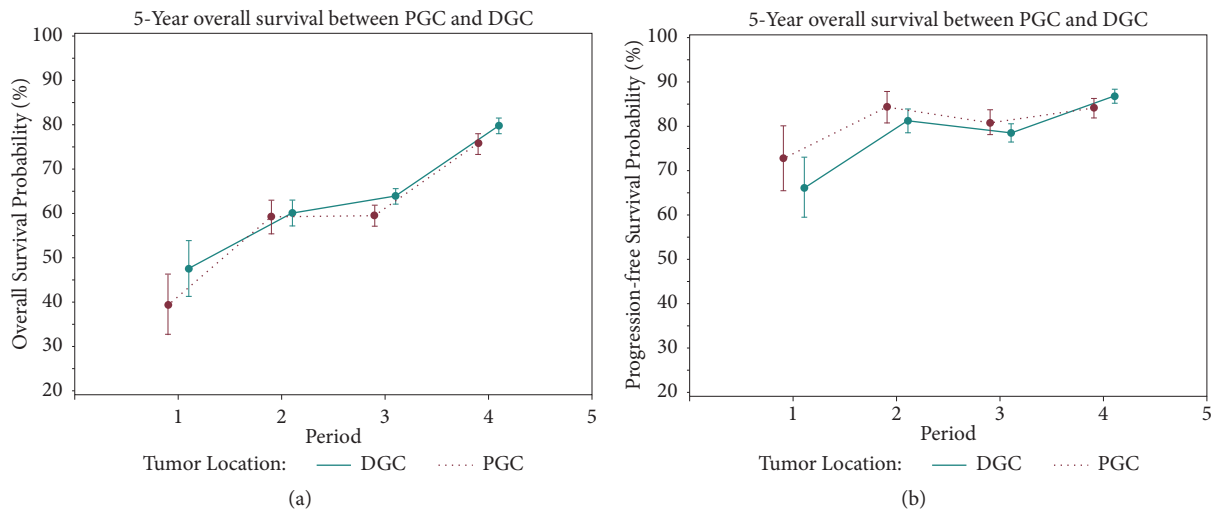 5-Year overall survival between PGC and DGC
100
90
80
70
60
50
40
30
20
Overall Survival Probability (%)
1 2 3 4 5
Period
Tumor Location: DGC PGC
(a)
5-Year overall survival between PGC and DGC
100
90
80
70
60
50
40
30
20
Progression-free Survival Probability (%)
1 2 3 4 5
Period
Tumor Location: DGC PGC
(b)